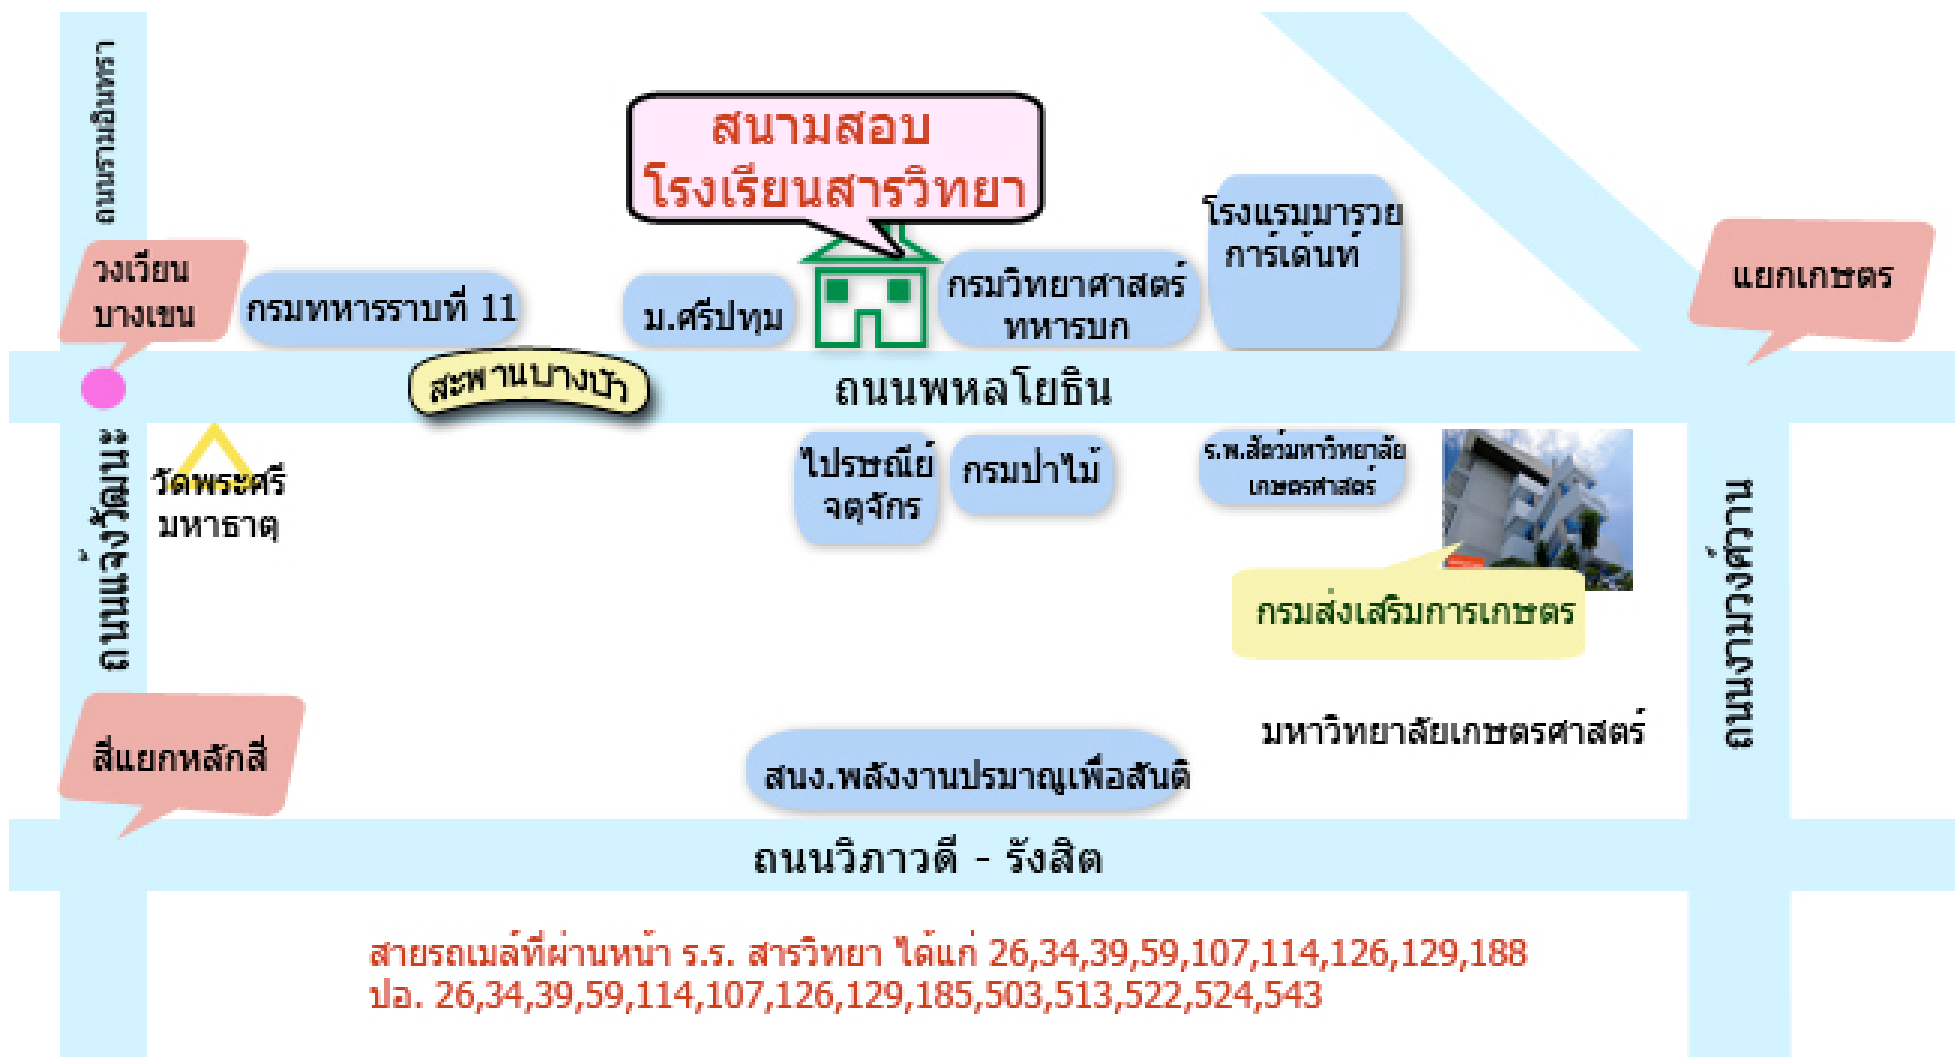 ถนนรามอินทรา
สนามสอบ
โรงเรียนสารวิทยา
โรงแรมมารวย
การ์เด้นท์
วงเวียน
บางเขน
กรมทหารราบที่ 11
ม.ศรีปทุม
กรมวิทยาศาสตร์
ทหารบก
แยกเกษตร
สะพานบางบัว
ถนนพหลโยธิน
วัดพระศรี
มหาธาตุ
ถนนแจ้งวัฒนะ
ไปรษณีย์
จตุจักร
กรมป่าไม้
ร.พ.สัตว์มหาวิทยาลัย
เกษตรศาสตร์
กรมส่งเสริมการเกษตร
ถนนงามวงศ์วาน
มหาวิทยาลัยเกษตรศาสตร์
สี่แยกหลักสี่
สนง.พลังงานปรมาณูเพื่อสันติ
ถนนวิภาวดี - รังสิต
สายรถเมล์ที่ผ่านหน้า ร.ร. สารวิทยา ได้แก่ 26,34,39,59,107,114,126,129,188
ปอ. 26,34,39,59,114,107,126,129,185,503,513,522,524,543